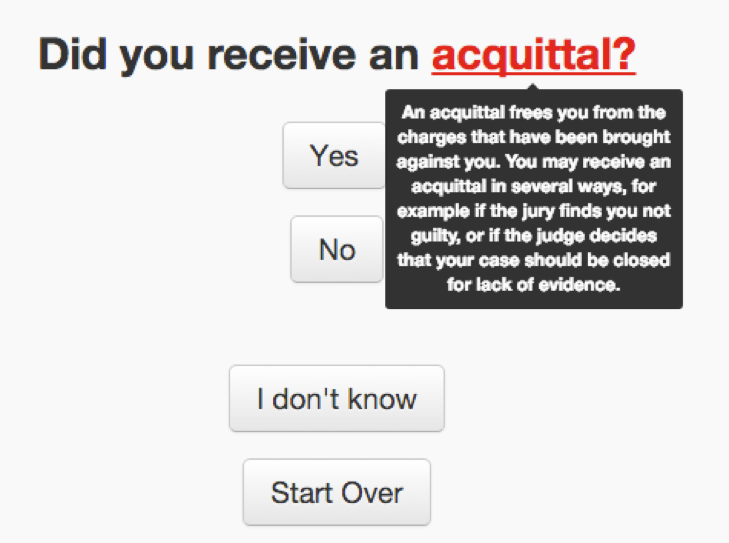 Did you receive an acquittal?
An acquittal frees you from the
charges that have been brought
against you. You may receive an
acquittal in several ways, for
example if the jury finds you not
guilty, or if the judge decides
that your case should be closed
for lack of evidence.
Yes
No
I don't know
Start Over